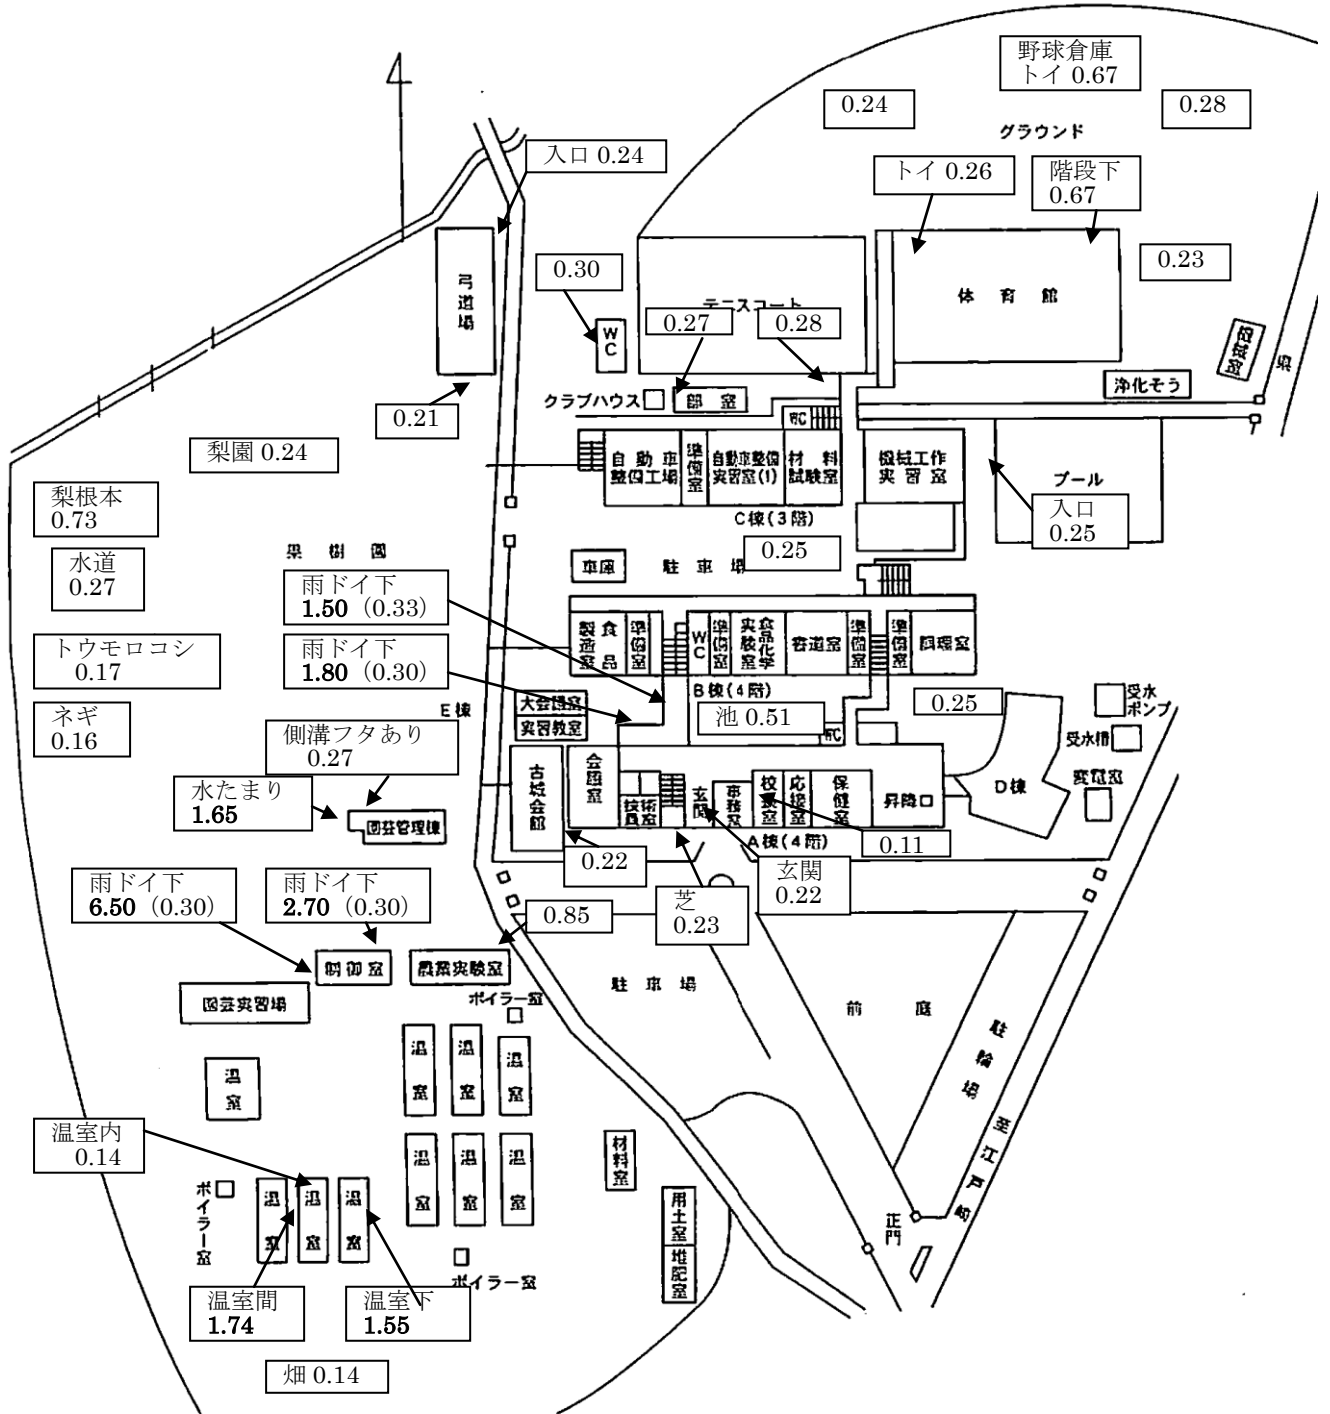 野球倉庫
トイ 0.67
0.24
0.28
グラウンド
入口 0.24
トイ 0.26
階段下
0.67
0.30
0.23
弓道場
テニスコート
体育館
WC
0.27
0.28
浄化そう
クラブハウス
部室
0.21
WC
梨園 0.24
自動車
整備工場
準備室
自動車整備
実習室(1)
材料
試験室
機械工作
実習室
プール
梨根本
0.73
入口
0.25
C棟(3階)
果樹園
0.25
水道
0.27
車庫
駐車場
雨ドイ下
1.50(0.33)
食品
製造室
準備室
WC
準備室
食品化学
実験室
書道室
準備室
準備室
調理室
トウモロコシ
0.17
雨ドイ下
1.80(0.30)
B棟(4階)
E棟
大会議室
実習教室
池 0.51
0.25
受水
ポンプ
ネギ
0.16
側溝フタあり
0.27
WC
受水槽
水たまり
1.65
古城会館
会議室
技術
員室
玄関
事務室
校長室
応接室
保健室
昇降口
D棟
変電室
園芸管理棟
A棟(4階)
0.11
0.22
玄関
0.22
雨ドイ下
6.50(0.30)
雨ドイ下
2.70(0.30)
0.85
芝
0.23
制御室
農業実験室
園芸実習場
ボイラー室
駐車場
前庭
駐輪場
温室
温室
温室
温室
温室内
0.14
温室
温室
温室
材料室
至江戸崎
ボイラー室
温室
温室
温室
用土室
堆肥室
正門
ボイラー室
温室間
1.74
温室下
1.55
畑 0.14